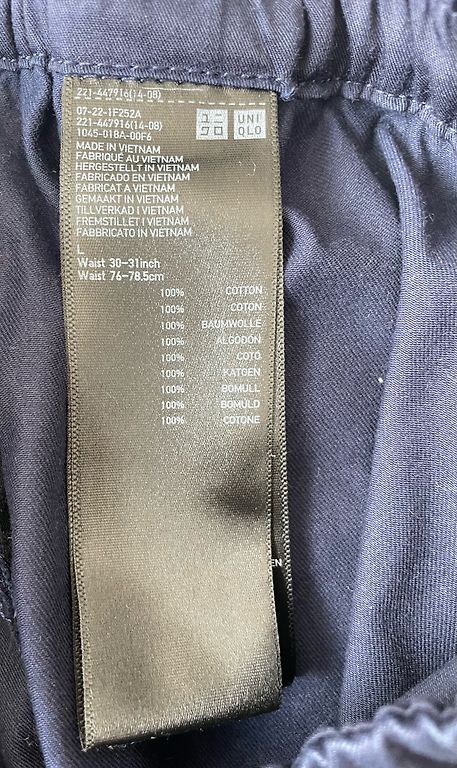 221-447916(14-08)
07-22-1F252A
221-447916(14-08)
1045-018A-00F6
ユニ
クロ
UNI
QLO
MADE IN VIETNAM
FABRIQUÉ AU VIETNAM
HERGESTELLT IN VIETNAM
FABRICADO EN VIETNAM
FABRICAT A VIETNAM
GEMAAKT IN VIETNAM
TILLVERKAD I VIETNAM
FREMSTILLET I VIETNAM
FABBRICATO IN VIETNAM
L
Waist 30-31inch
Waist 76-78.5cm
100% COTTON
100% COTON
100% BAUMWOLLE
100% ALGODÓN
100% COTÓ
100% KATOEN
100% BOMULL
100% BOMULD
100% COTONE
EN